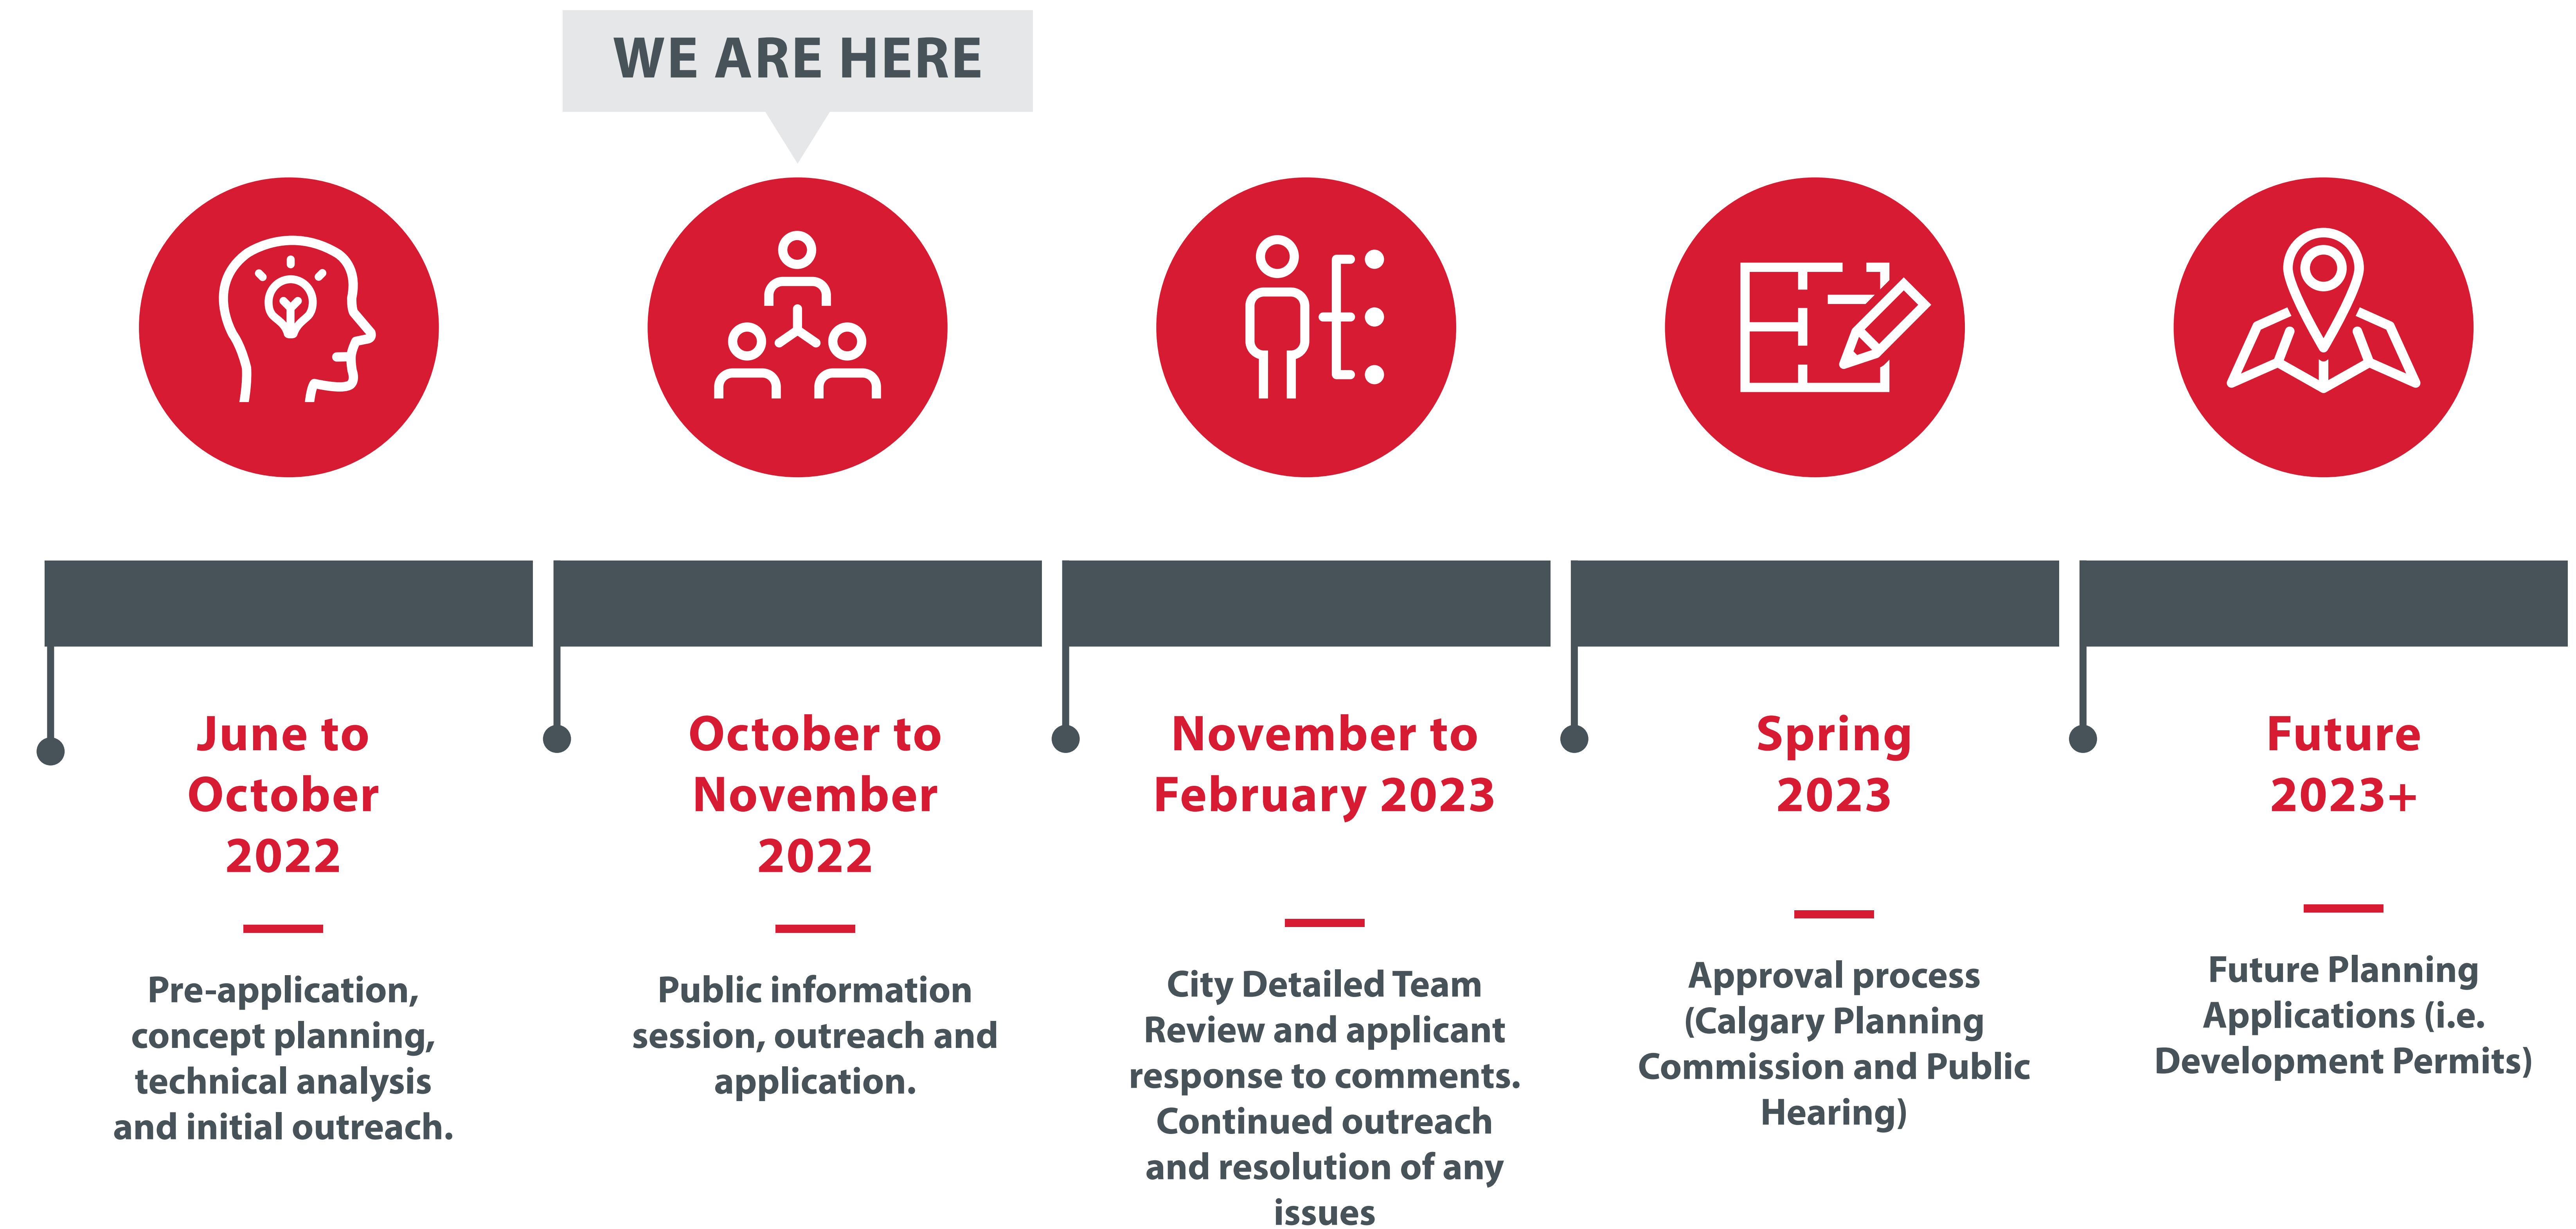 WE ARE HERE
June to
October
2022
Pre-application,
concept planning,
technical analysis
and initial outreach.
October to
November
2022
Public information
session, outreach and
application.
November to
February 2023
City Detailed Team
Review and applicant
response to comments.
Continued outreach
and resolution of any
issues
Spring
2023
Approval process
(Calgary Planning
Commission and Public
Hearing)
Future
2023+
Future Planning
Applications (i.e.
Development Permits)